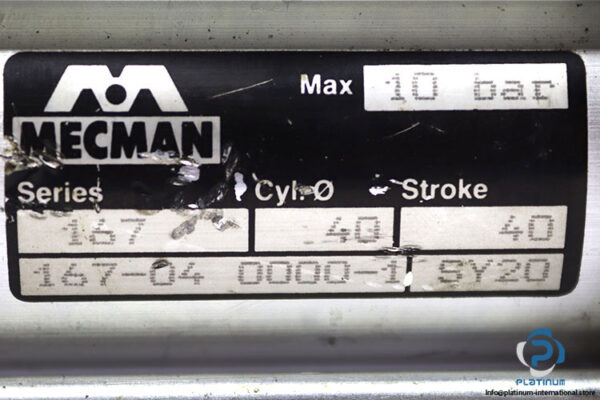 Max 10 bar
MECMAN
Series Cyl. Ø Stroke
167 40 40
167-04 0000-1 SY20
PLATINUM
info@platinum-international.store